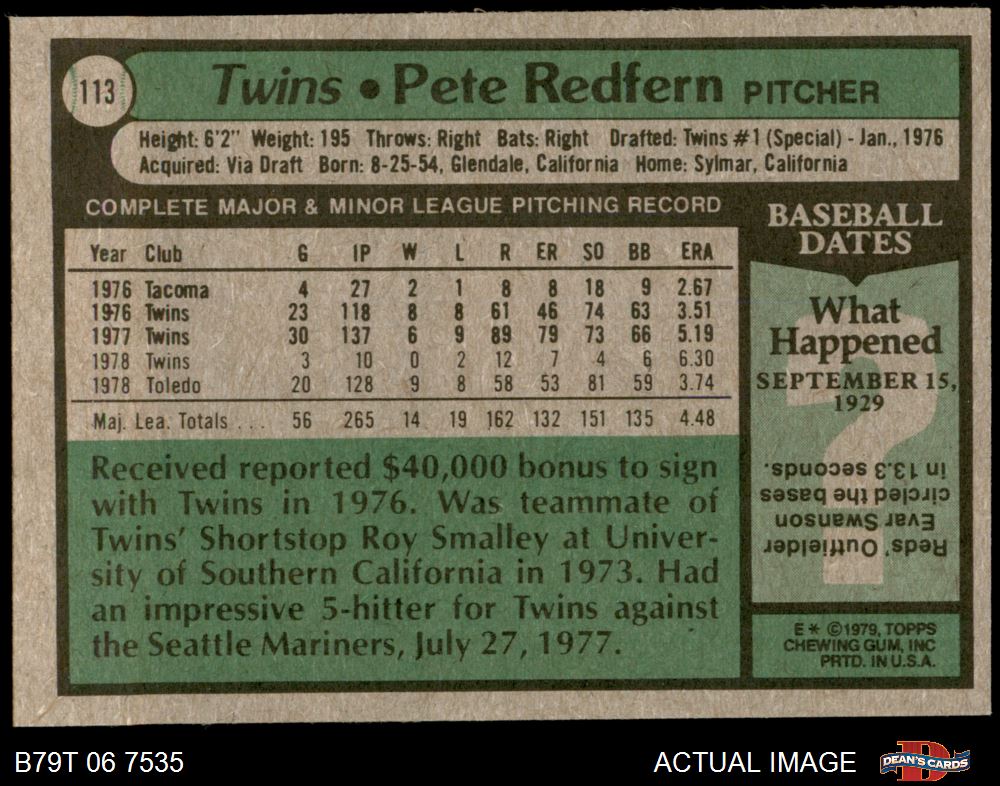 113
Twins • Pete Redfern PITCHER
Height: 6'2" Weight: 195 Throws: Right Bats: Right Drafted: Twins #1 (Special) - Jan., 1976
Acquired: Via Draft Born: 8-25-54, Glendale, California Home: Sylmar, California
COMPLETE MAJOR & MINOR LEAGUE PITCHING RECORD
Year Club G IP W L R ER SO BB ERA
1976 Tacoma 4 27 2 1 8 8 18 9 2.67
1976 Twins 23 118 8 8 61 46 74 63 3.51
1977 Twins 30 137 6 9 89 79 73 66 5.19
1978 Twins 3 10 0 2 12 7 4 6 6.30
1978 Toledo 20 128 9 8 58 53 81 59 3.74
Maj. Lea. Totals . . . 56 265 14 19 162 132 151 135 4.48
Received reported $40,000 bonus to sign
with Twins in 1976. Was teammate of
Twins' Shortstop Roy Smalley at Univer-
sity of Southern California in 1973. Had
an impressive 5-hitter for Twins against
the Seattle Mariners, July 27, 1977.
BASEBALL
DATES
What
Happened
SEPTEMBER 15,
1929
?
Reds' Outfielder
Evar Swanson
circled the bases
in 13.3 seconds.
E* ©1979, TOPPS
CHEWING GUM, INC
PRTD. IN U.S.A.
B79T 06 7535
ACTUAL IMAGE
D
DEAN'S CARDS